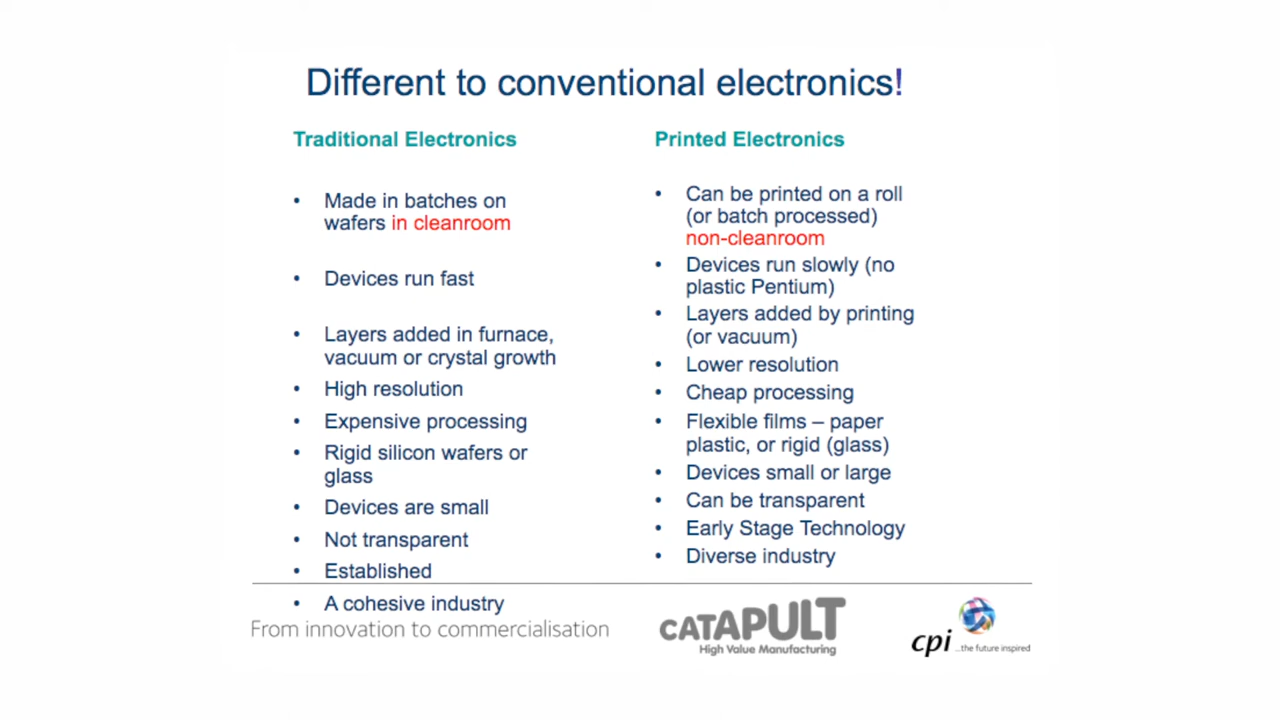 Different to conventional electronics!
Traditional Electronics
• Made in batches on
wafers in cleanroom
• Devices run fast
• Layers added in furnace,
vacuum or crystal growth
• High resolution
• Expensive processing
• Rigid silicon wafers or
glass
• Devices are small
• Not transparent
• Established
• A cohesive industry
Printed Electronics
• Can be printed on a roll
(or batch processed)
non-cleanroom
• Devices run slowly (no
plastic Pentium)
• Layers added by printing
(or vacuum)
• Lower resolution
• Cheap processing
• Flexible films – paper
plastic, or rigid (glass)
• Devices small or large
• Can be transparent
• Early Stage Technology
• Diverse industry
From innovation to commercialisation
CATAPULT
High Value Manufacturing
cpi ...the future inspired